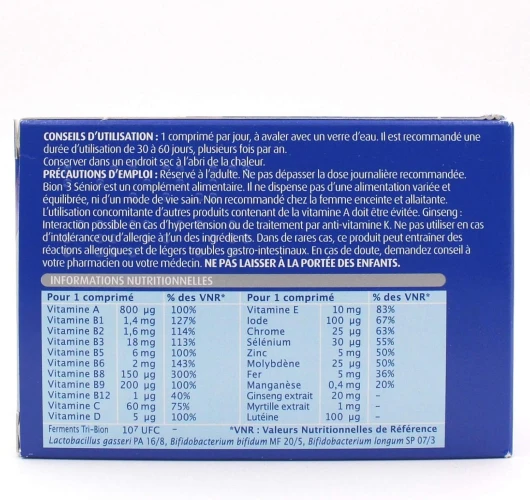 CONSEILS D'UTILISATION : 1 comprimé par jour, à avaler avec un verre d'eau. Il est recommandé une
durée d'utilisation de 30 à 60 jours, plusieurs fois par an.
Conserver dans un endroit sec à l'abri de la chaleur.
PRÉCAUTIONS D'EMPLOI : Réservé à l'adulte. Ne pas dépasser la dose journalière recommandée.
Bion 3 Sénior est un complément alimentaire. Il ne dispense pas d'une alimentation variée et
équilibrée, ni d'un mode de vie sain. Non recommandé chez la femme enceinte et allaitante.
L'utilisation concomitante d'autres produits contenant de la vitamine A doit être évitée. Ginseng :
Interaction possible en cas d'hypertension ou de traitement par anti-vitamine K. Ne pas utiliser en cas
d'intolérance ou d'allergie à l'un des ingrédients. Dans de rares cas, ce produit peut entraîner des
réactions allergiques et de légers troubles gastro-intestinaux. En cas de doute, demandez conseil à
votre pharmacien ou votre médecin. NE PAS LAISSER À LA PORTÉE DES ENFANTS.
INFORMATIONS NUTRITIONNELLES
Pour 1 comprimé % des VNR* Pour 1 comprimé % des VNR*
Vitamine A 800 µg 100% Vitamine E 10 mg 83%
Vitamine B1 1,4 mg 127% Iode 100 µg 67%
Vitamine B2 1,6 mg 114% Chrome 25 µg 63%
Vitamine B3 18 mg 113% Sélénium 30 µg 55%
Vitamine B5 6 mg 100% Zinc 5 mg 50%
Vitamine B6 2 mg 143% Molybdène 25 µg 50%
Vitamine B8 150 µg 300% Fer 5 mg 36%
Vitamine B9 200 µg 100% Manganèse 0,4 mg 20%
Vitamine B12 1 µg 40% Ginseng extrait 20 mg –
Vitamine C 60 mg 75% Myrtille extrait 1 mg –
Vitamine D 5 µg 100% Lutéine 100 µg –
Ferments Tri-Bion 10⁷ UFC – *VNR : Valeurs Nutritionnelles de Référence
Lactobacillus gasseri PA 16/8, Bifidobacterium bifidum MF 20/5, Bifidobacterium longum SP 07/3